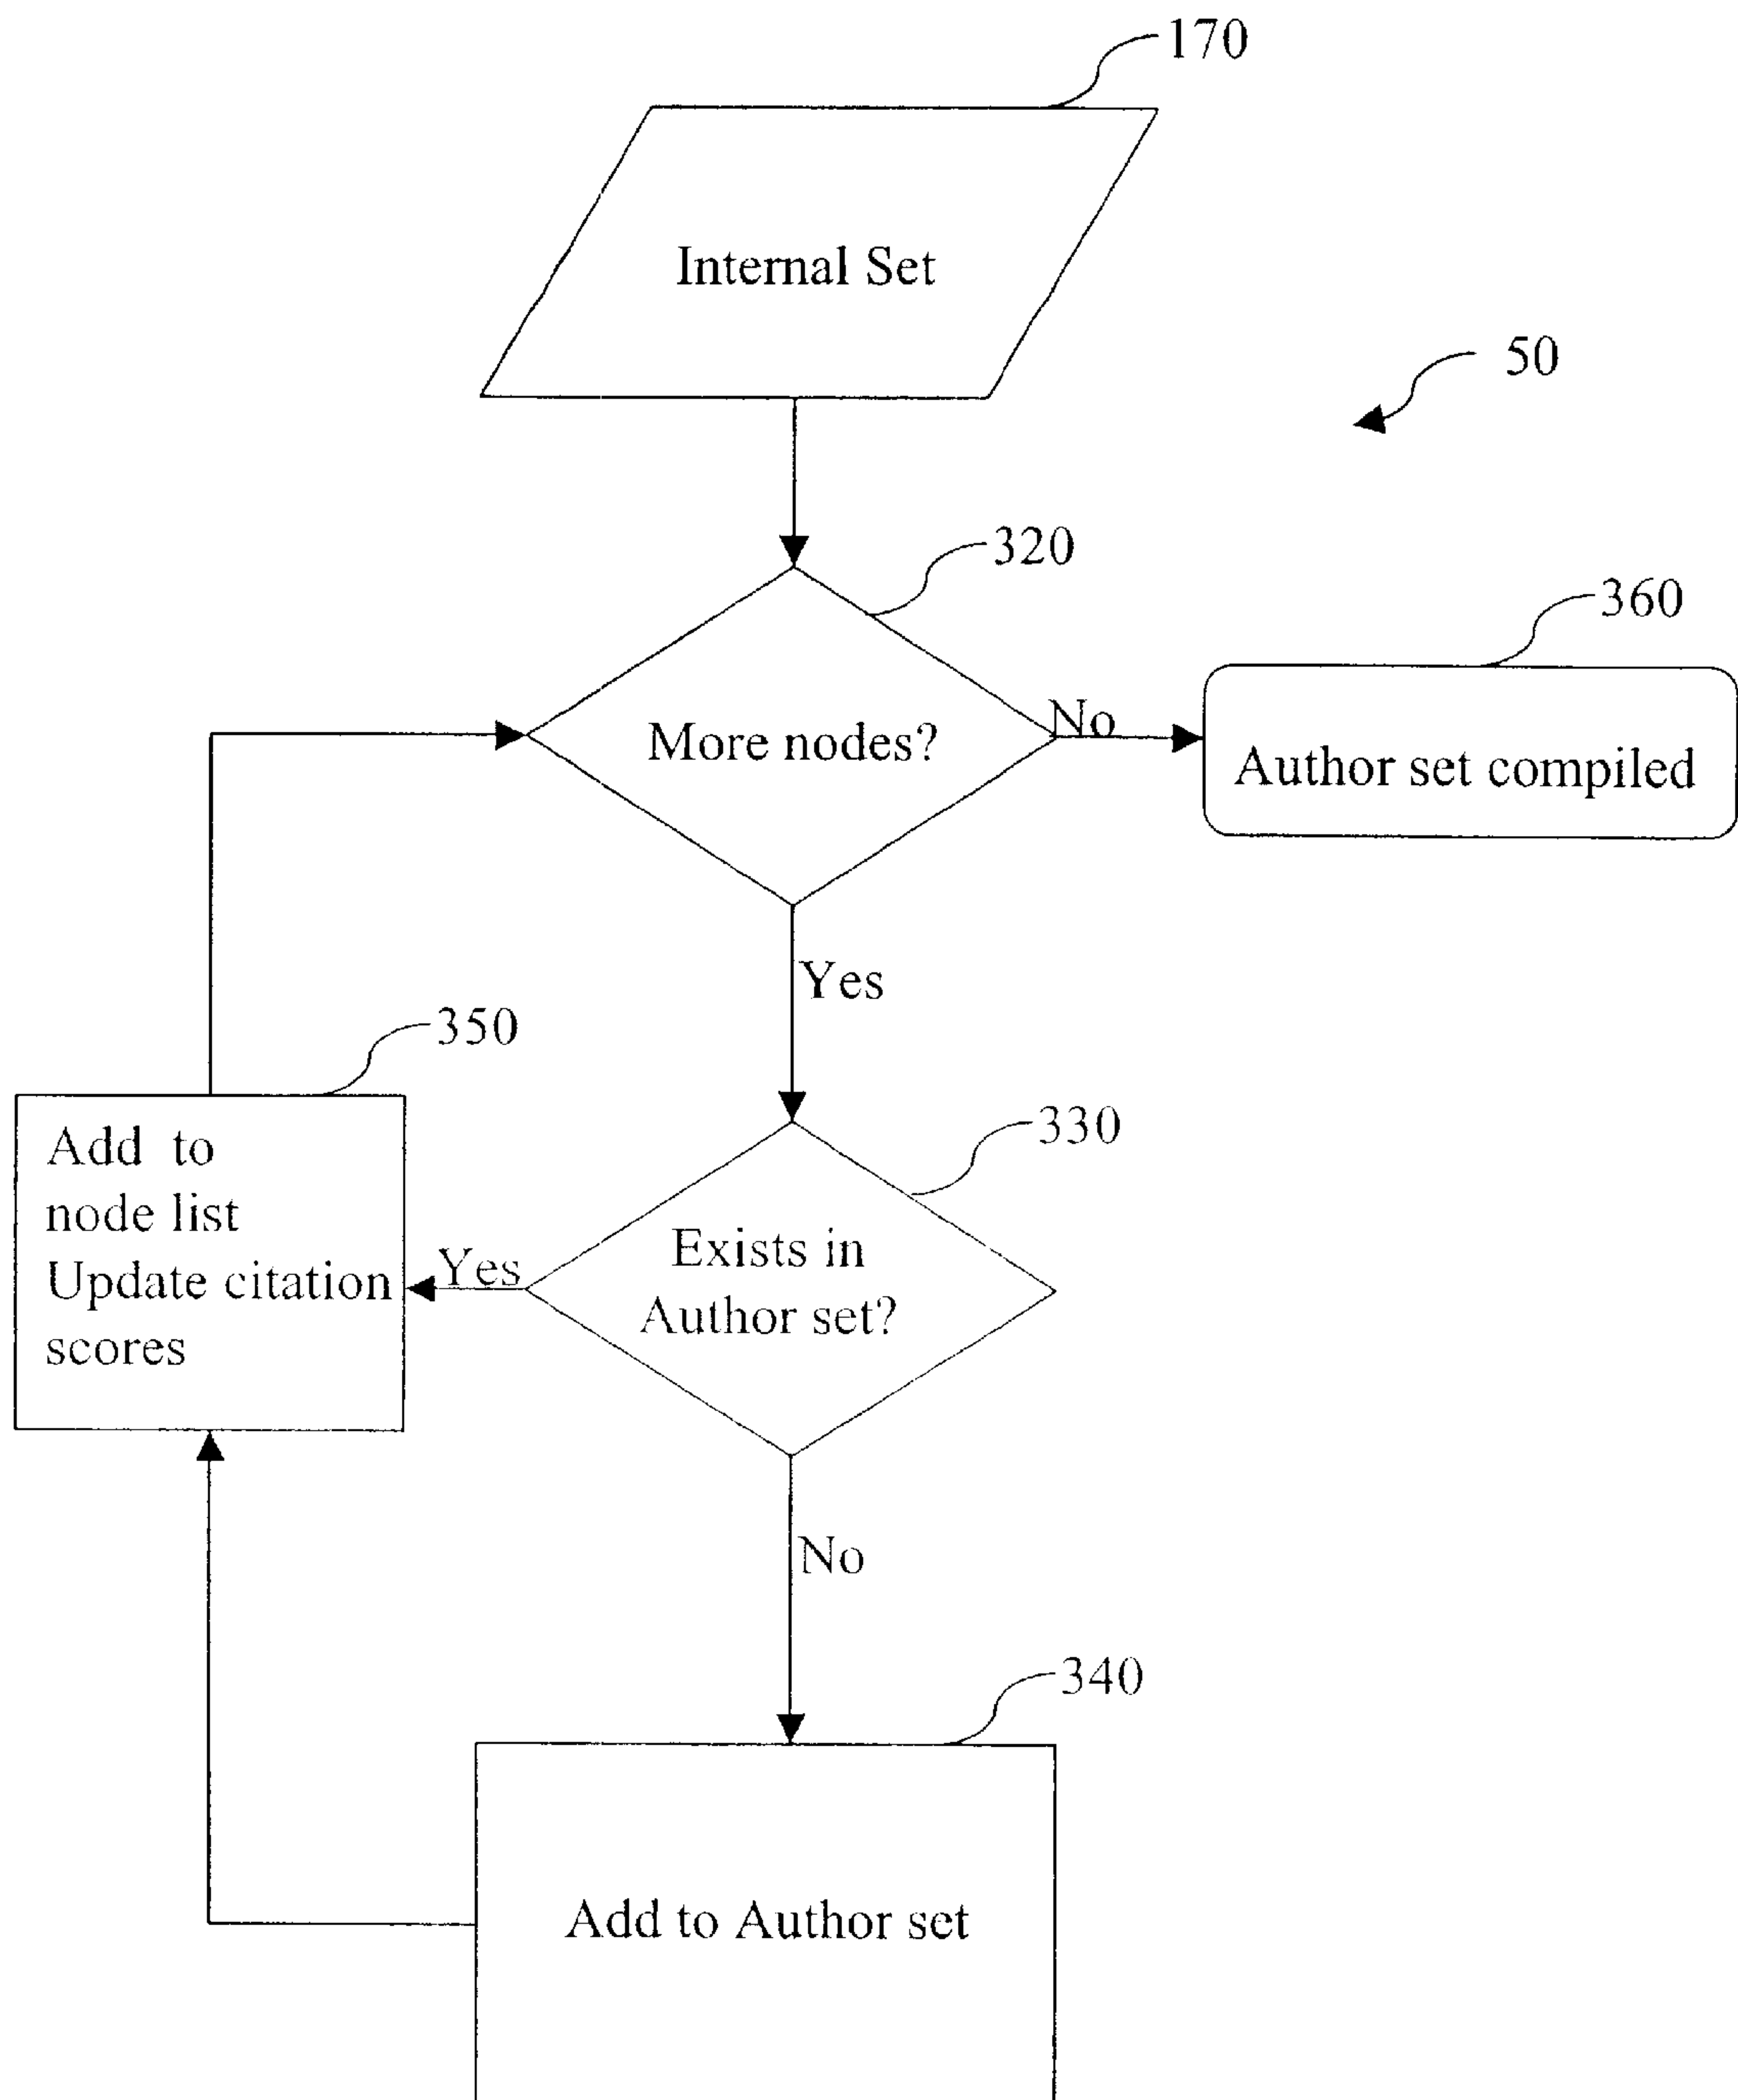 170
Internal Set
50
320
360
More nodes?
No
Author set compiled
Yes
350
330
Add to
node list
Update citation
scores
Yes
Exists in
Author set?
No
340
Add to Author set